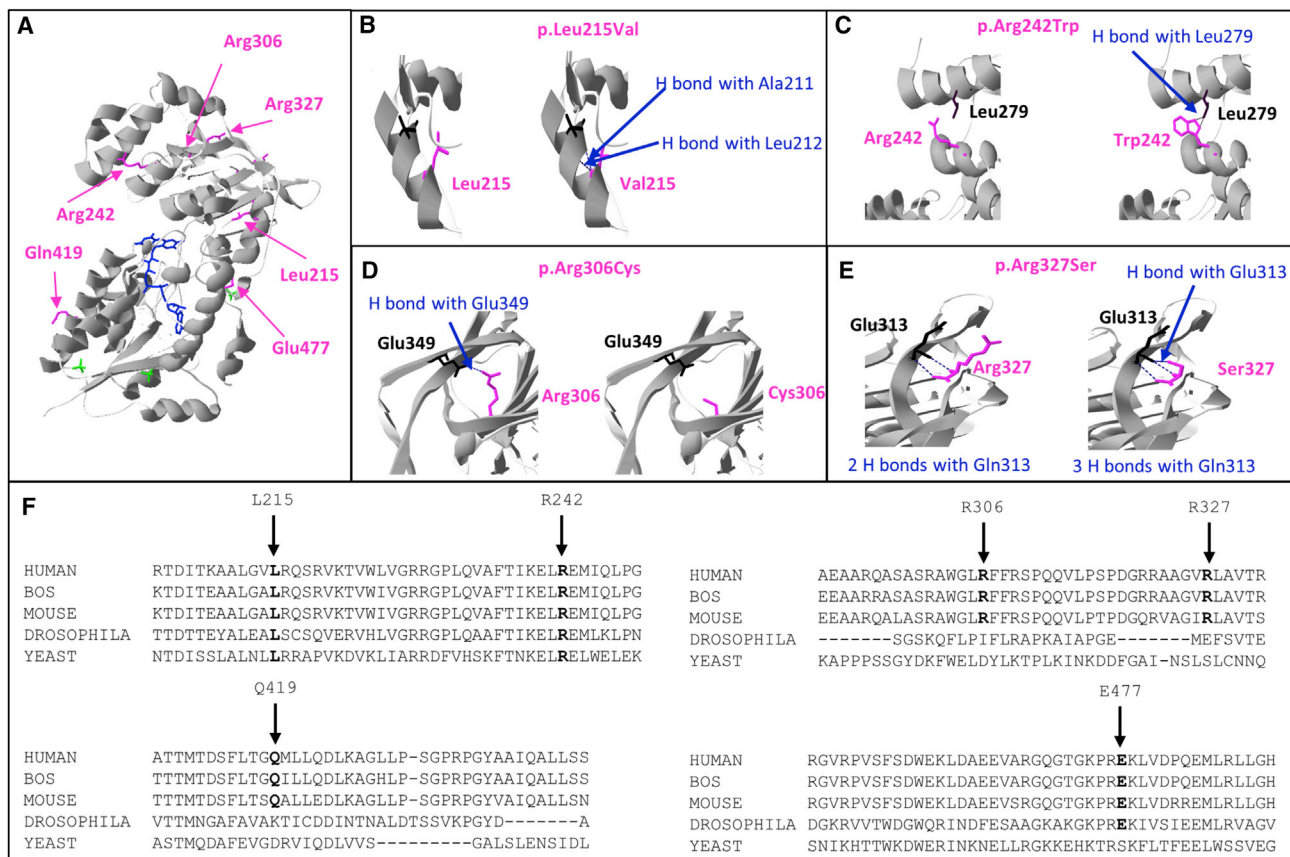 A
Arg306
Arg327
Arg242
Gln419
Leu215
Glu477
B
p.Leu215Val
H bond with Ala211
H bond with Leu212
Leu215
Val215
C
p.Arg242Trp
H bond with Leu279
Leu279
Leu279
Arg242
Trp242
D
p.Arg306Cys
H bond with Glu349
Glu349
Glu349
Arg306
Cys306
E
p.Arg327Ser
H bond with Glu313
Glu313
Glu313
Arg327
Ser327
2 H bonds with Gln313
3 H bonds with Gln313
F
L215 R242
HUMAN RTDITKAALGVLRQSRVKTVWLVGRRGPLQVAFTIKELREMIQLPG
BOS KTDITEAALGALRQSRVKTVWIVGRRGPLQVAFTIKELREMIQLPG
MOUSE KTDITEAALGALRQSRVKTVWIVGRRGPLQVAFTIKELREMIQLPG
DROSOPHILA TTDTTEYALEALSCSQVERVHLVGRRGPLQAAFTIKELREMLKLPN
YEAST NTDISSLALNLLRRAPVKDVKLIARRDFVHSKFTNKELRELWELEK
R306 R327
HUMAN AEAARQASASRAWGLRFFRSPQQVLPSPDGRRAAGVRLAVTR
BOS EEAARRASASRAWGLRFFRSPQQVLPSPDGRRAAGIRLAVTR
MOUSE EEAARQALASRAWGLRFFRSPQQVLPTPDGQRVAGIRLAVTS
DROSOPHILA -------SGSKQFLPIFLRAPKAIAPGE-------MEFSVTE
YEAST KAPPPSSGYDKFWELDYLKTPLKINKDDFGAI-NSLSLCNNQ
Q419
HUMAN ATTMTDSFLTGQMLLQDLKAGLLP-SGPRPGYAAIQALLSS
BOS TTTMTDSFLTGQILLQDLKAGHLP-SGPRPGYAAIQALLSS
MOUSE TTTMTDSFLTSQALLEDLKAGLLP-SGPRPGYVAIQALLSN
DROSOPHILA VTTMNGAFAVAKTICDDINTNALDTSSVKPGYD-------A
YEAST ASTMQDAFEVGDRVIQDLVVS---------GALSLENSIDL
E477
HUMAN RGVRPVSFSDWEKLDAEEVARGQGTGKPREKLVDPQEMLRLLGH
BOS RGVRPVSFSDWEKLDAEEVARGQGTGKPREKLVDPQEMLRLLGH
MOUSE RGVRPVSFSDWEKLDAEEVSRGQGTGKPREKLVDRREMLRLLGH
DROSOPHILA DGKRVVTWDGWQRINDFESAAGKAKGKPREKIVSIEEMLRVAGV
YEAST SNIKHTTWKDWERINKNELLRGKKEHKTRSKFLTFEELWSSVEG